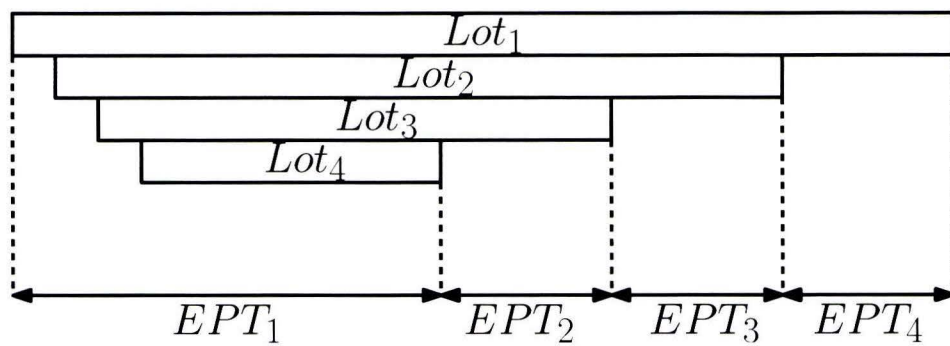 Lot₁
Lot₂
Lot₃
Lot₄
EPT₁ EPT₂ EPT₃ EPT₄